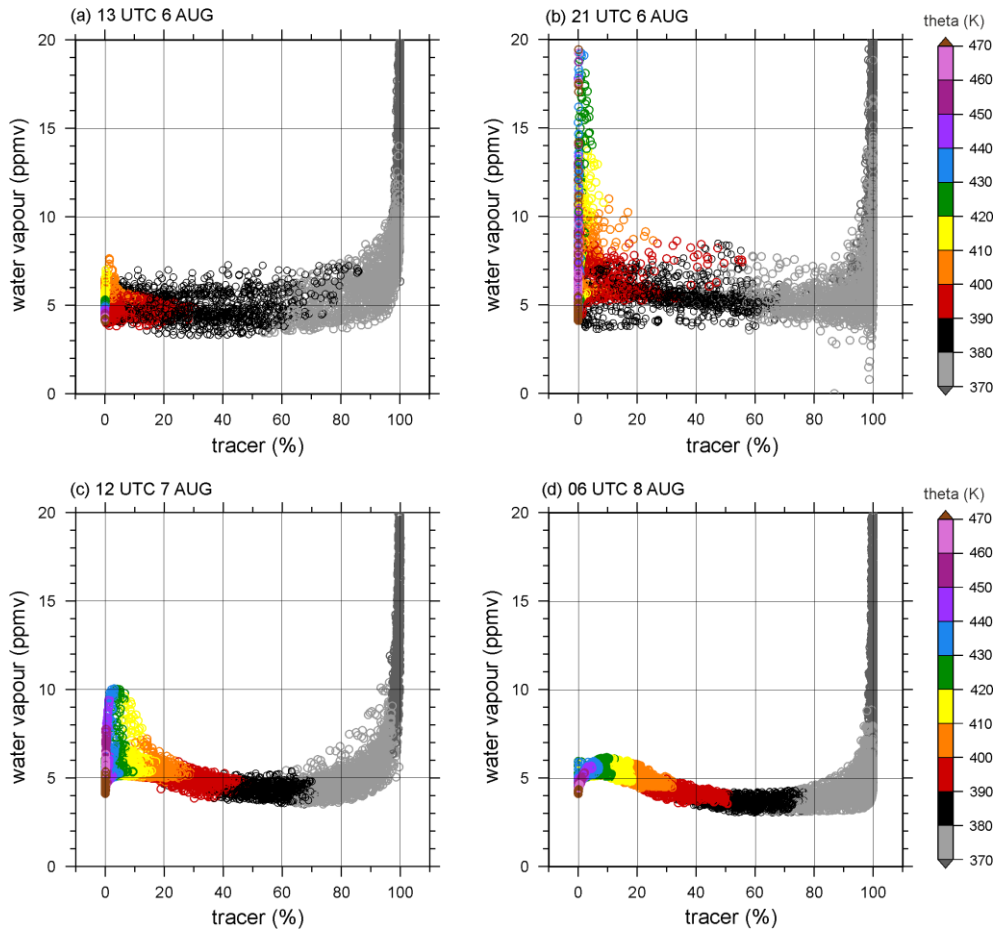 (a) 13 UTC 6 AUG
(b) 21 UTC 6 AUG
theta (K)
20
15
10
5
0
water vapour (ppmv)
0 20 40 60 80 100
tracer (%)
20
15
10
5
0
water vapour (ppmv)
0 20 40 60 80 100
tracer (%)
470
460
450
440
430
420
410
400
390
380
370
(c) 12 UTC 7 AUG
(d) 06 UTC 8 AUG
theta (K)
20
15
10
5
0
water vapour (ppmv)
0 20 40 60 80 100
tracer (%)
20
15
10
5
0
water vapour (ppmv)
0 20 40 60 80 100
tracer (%)
470
460
450
440
430
420
410
400
390
380
370